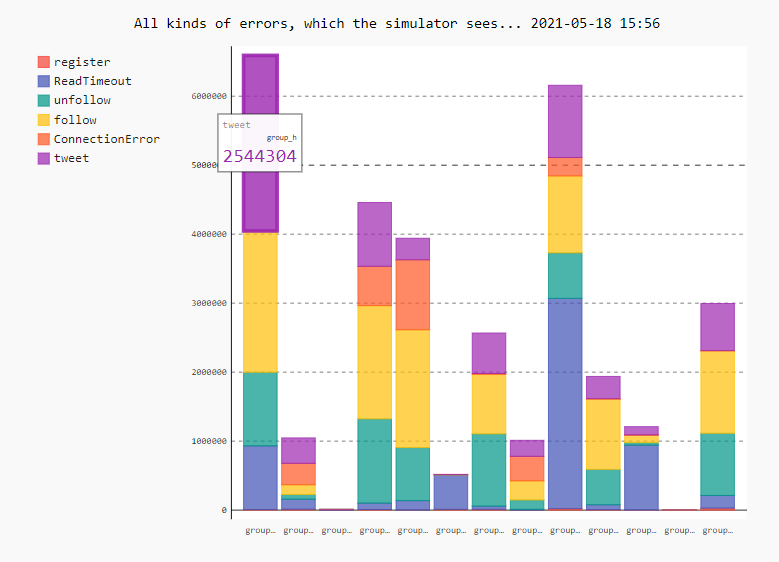 All kinds of errors, which the simulator sees... 2021-05-18 15:56
register
ReadTimeout
unfollow
follow
ConnectionError
tweet
6000000
500000
4000000
3000000
2000000
1000000
0
tweet
group_h
2544304
group… group… group… group… group… group… group… group… group… group… group… group… group…